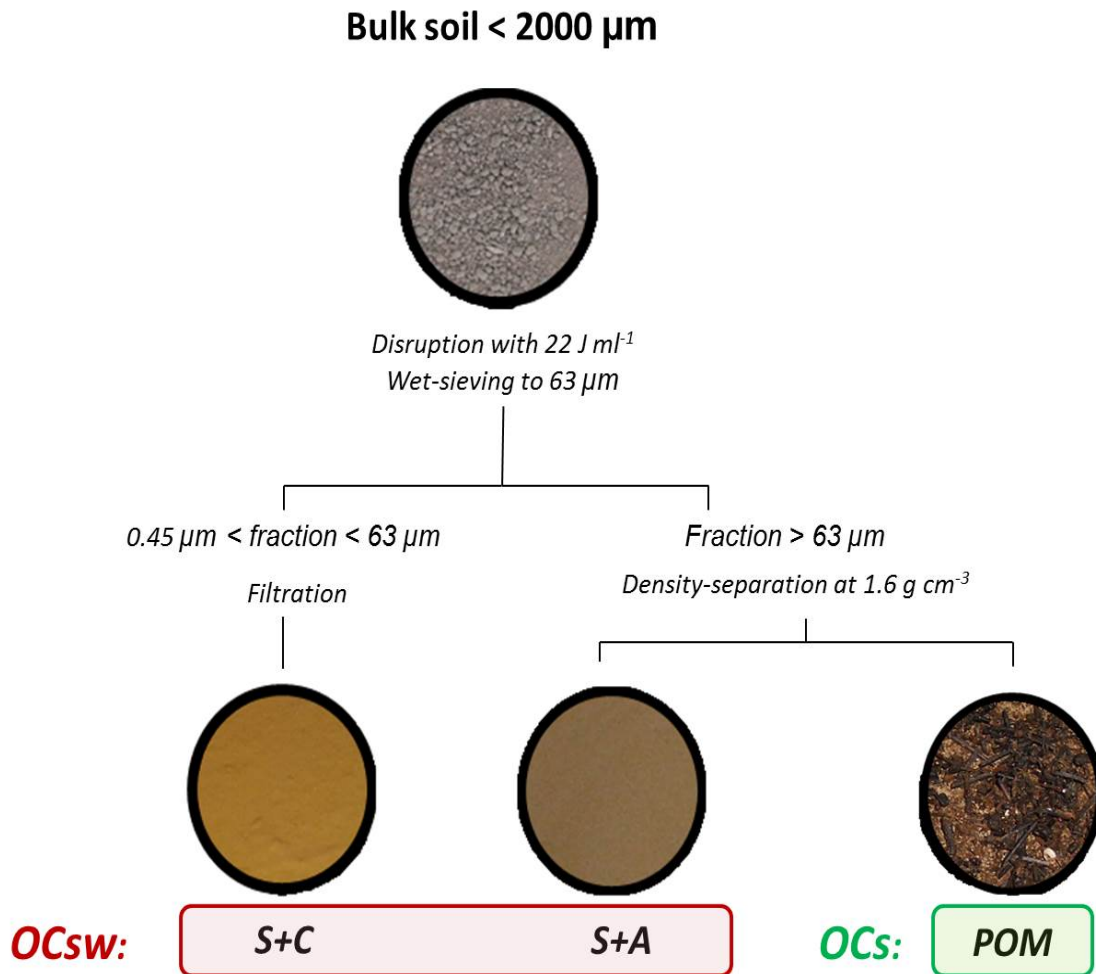 Bulk soil < 2000 µm
Disruption with 22 J ml⁻¹
Wet-sieving to 63 µm
0.45 µm < fraction < 63 µm
Fraction > 63 µm
Filtration
Density-separation at 1.6 g cm⁻³
OCsw:
S+C
S+A
OCs:
POM